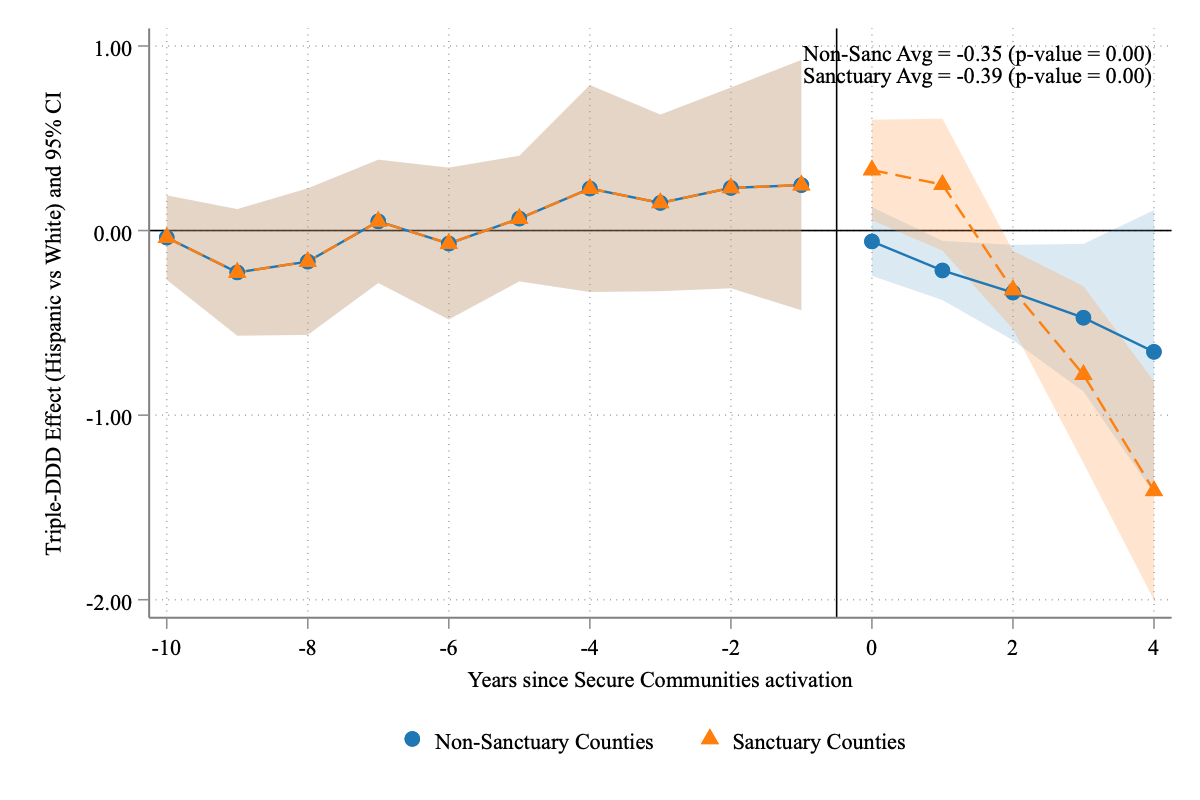 Triple-DDD Effect (Hispanic vs White) and 95% CI
1.00
0.00
-1.00
-2.00
Non-Sanc Avg = -0.35 (p-value = 0.00)
Sanctuary Avg = -0.39 (p-value = 0.00)
-10 -8 -6 -4 -2 0 2 4
Years since Secure Communities activation
Non-Sanctuary Counties Sanctuary Counties